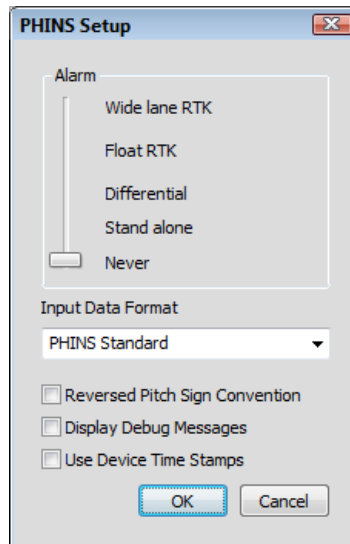 PHINS Setup
Alarm
Wide lane RTK
Float RTK
Differential
Stand alone
Never
Input Data Format
PHINS Standard
Reversed Pitch Sign Convention
Display Debug Messages
Use Device Time Stamps
OK Cancel